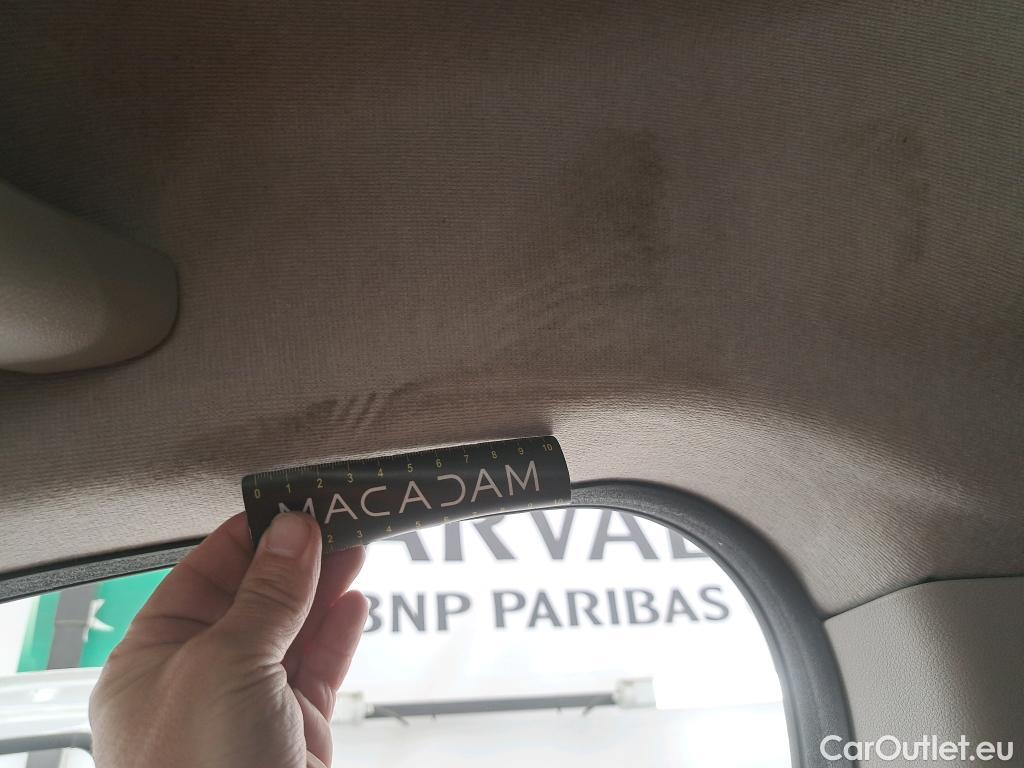 0 1 2 3 4 5 6 7 8 9 10
MACADAM
ARVAL
BNP PARIBAS
CarOutlet.eu